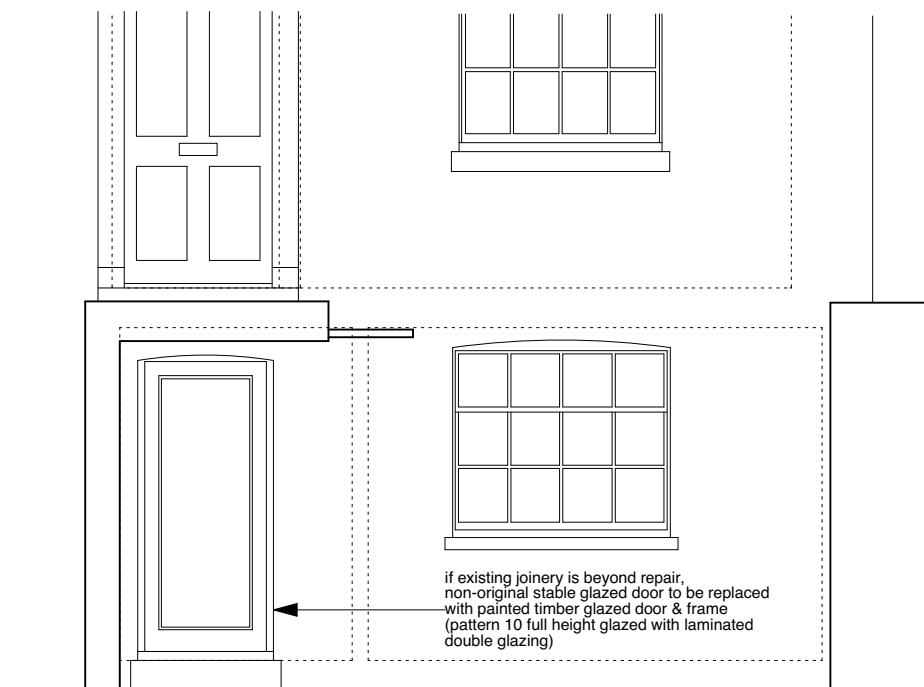 if existing joinery is beyond repair,
non-original stable glazed door to be replaced
with painted timber glazed door & frame
(pattern 10 full height glazed with laminated
double glazing)